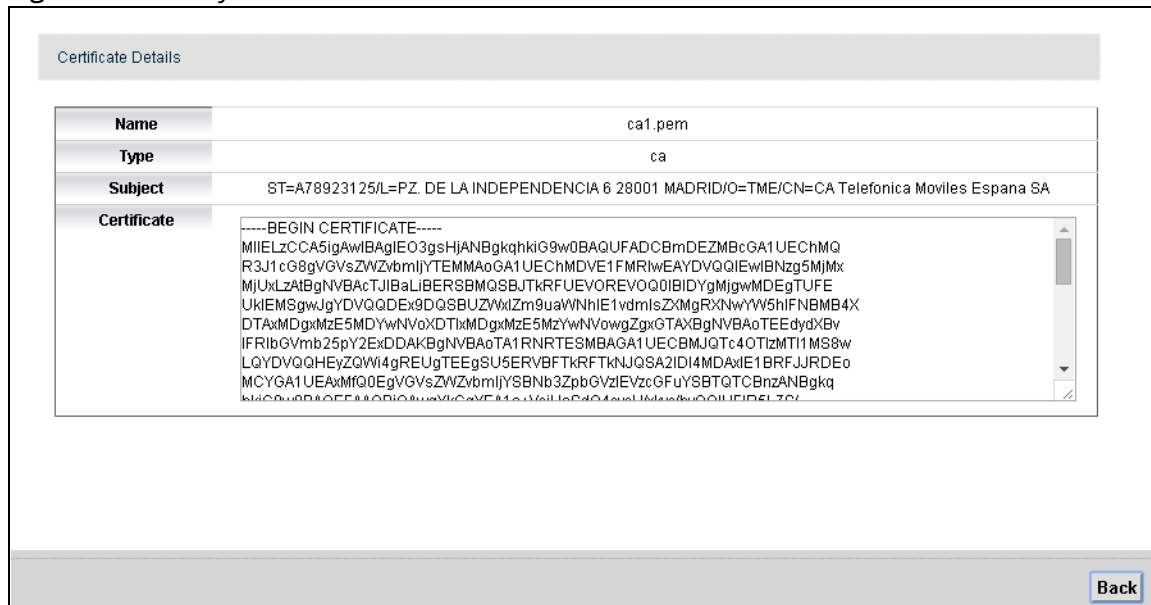 Certificate Details
Name ca1.pem
Type ca
Subject ST=A78923125/L=PZ. DE LA INDEPENDENCIA 6 28001 MADRID/O=TME/CN=CA Telefonica Moviles Espana SA
Certificate -----BEGIN CERTIFICATE-----
MIIELzCCA5igAwIBAgIEO3gsHjANBgkqhkiG9w0BAQUFADCBmDEZMBcGA1UEChMQ
R3J1cG8gVGVsZWZvbmljYTEMMAoGA1UEChMDVE1FMRIwEAYDVQQIEwlBNzg5MjMx
MjUxLzAtBgNVBAcTJlBaLiBERSBMQSBJTkRFUEVOREVOQ0lBIDYgMjgwMDEgTUFE
UklEMSgwJgYDVQQDEx9DQSBUZWxlZm9uaWNhIE1vdmlsZXMgRXNwYW5hIFNBMB4X
DTAxMDgxMzE5MDYwNVoXDTIxMDgxMzE5MzYwNVowgZgxGTAXBgNVBAoTEEdydXBv
IFRlbGVmb25pY2ExDDAKBgNVBAoTA1RNRTESMBAGA1UECBMJQTc4OTIzMTI1MS8w
LQYDVQQHEyZQWi4gREUgTEEgSU5ERVBFTkRFTkNJQSA2IDI4MDAxIE1BRFJJRDEo
MCYGA1UEAxMfQ0EgVGVsZWZvbmljYSBNb3ZpbGVzIEVzcGFuYSBTQTCBnzANBgkq
Back